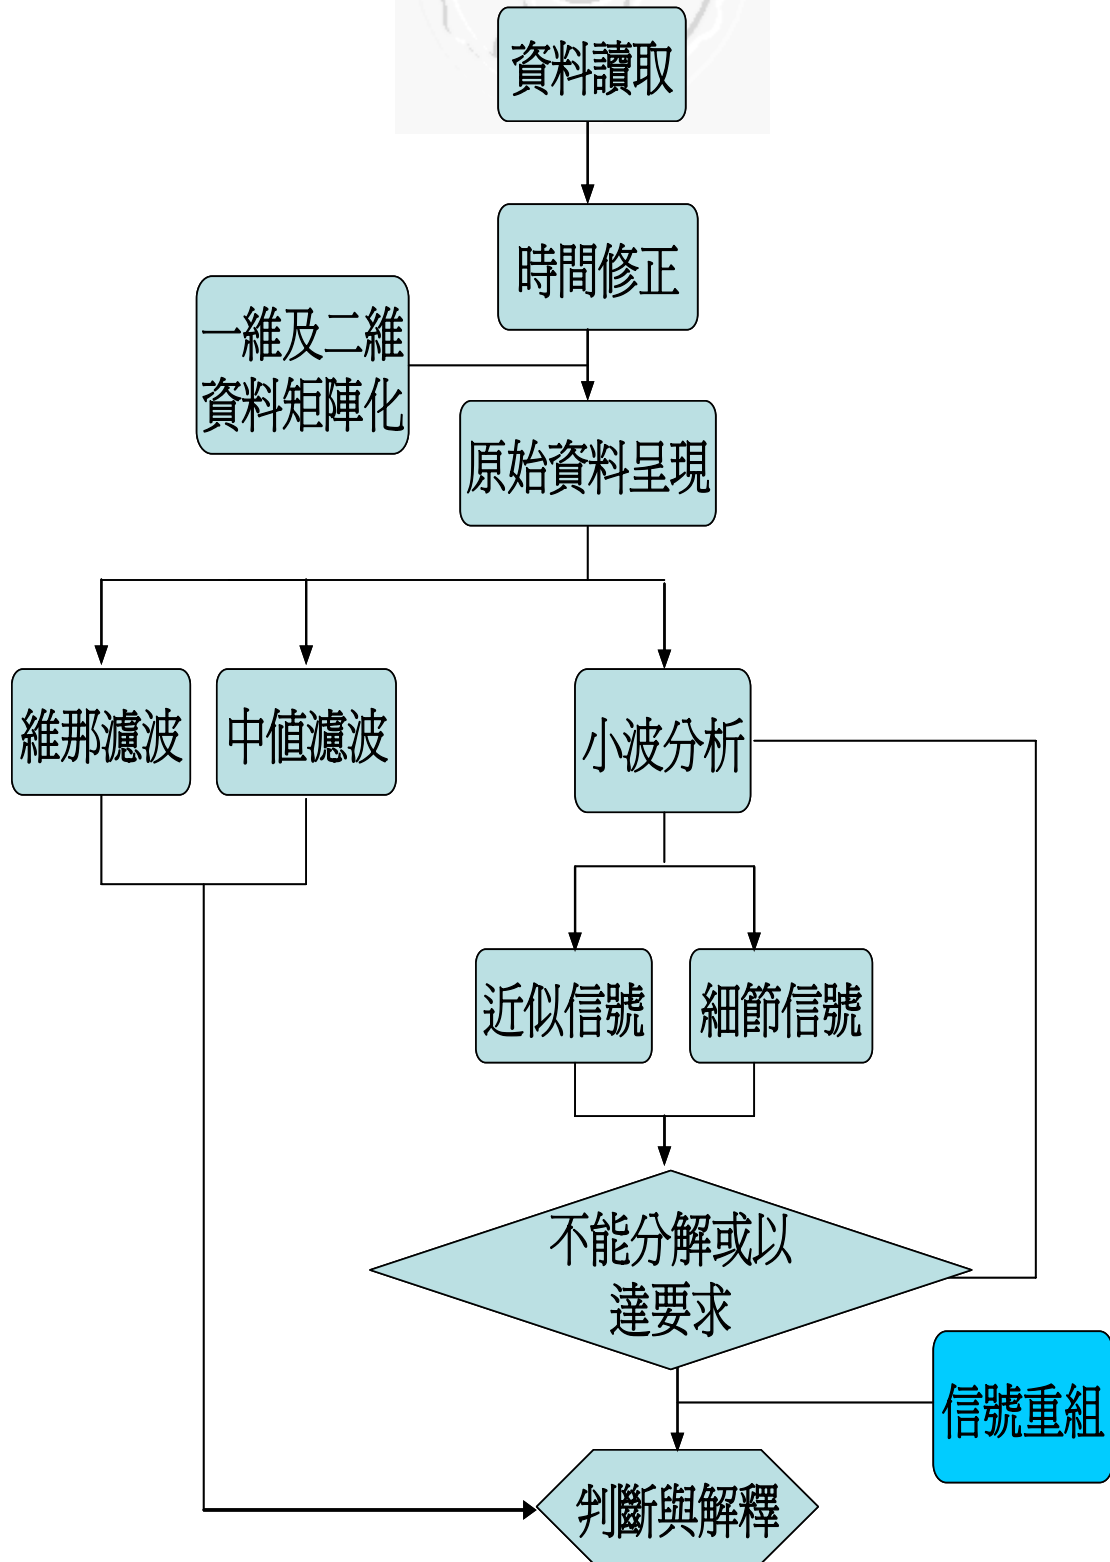 資料讀取
時間修正
一維及二維
資料矩陣化
原始資料呈現
維那濾波
中值濾波
小波分析
近似信號
細節信號
不能分解或以
達要求
信號重組
判斷與解釋